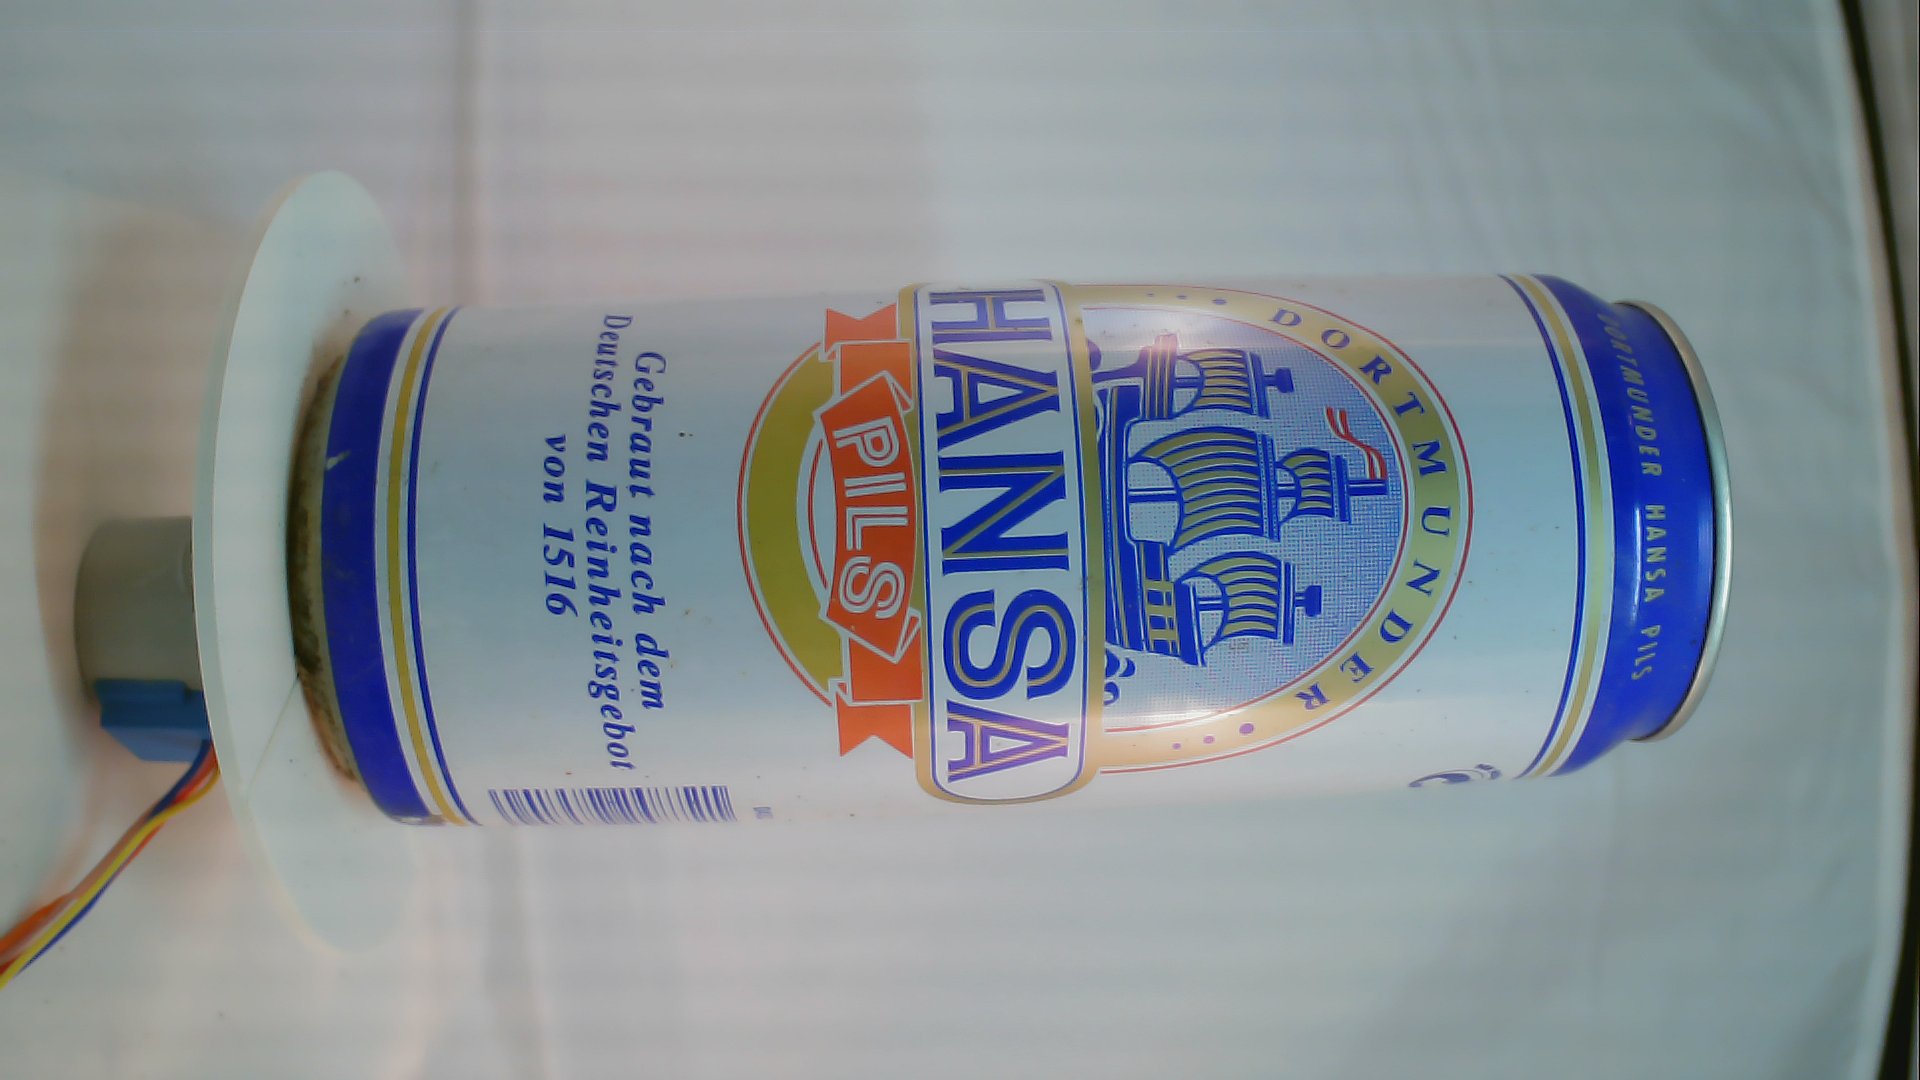 DORTMUNDER HANSA PILS
DORTMUNDER
HANSA
PILS
Gebraut nach dem
Deutschen Reinheitsgebot
von 1516